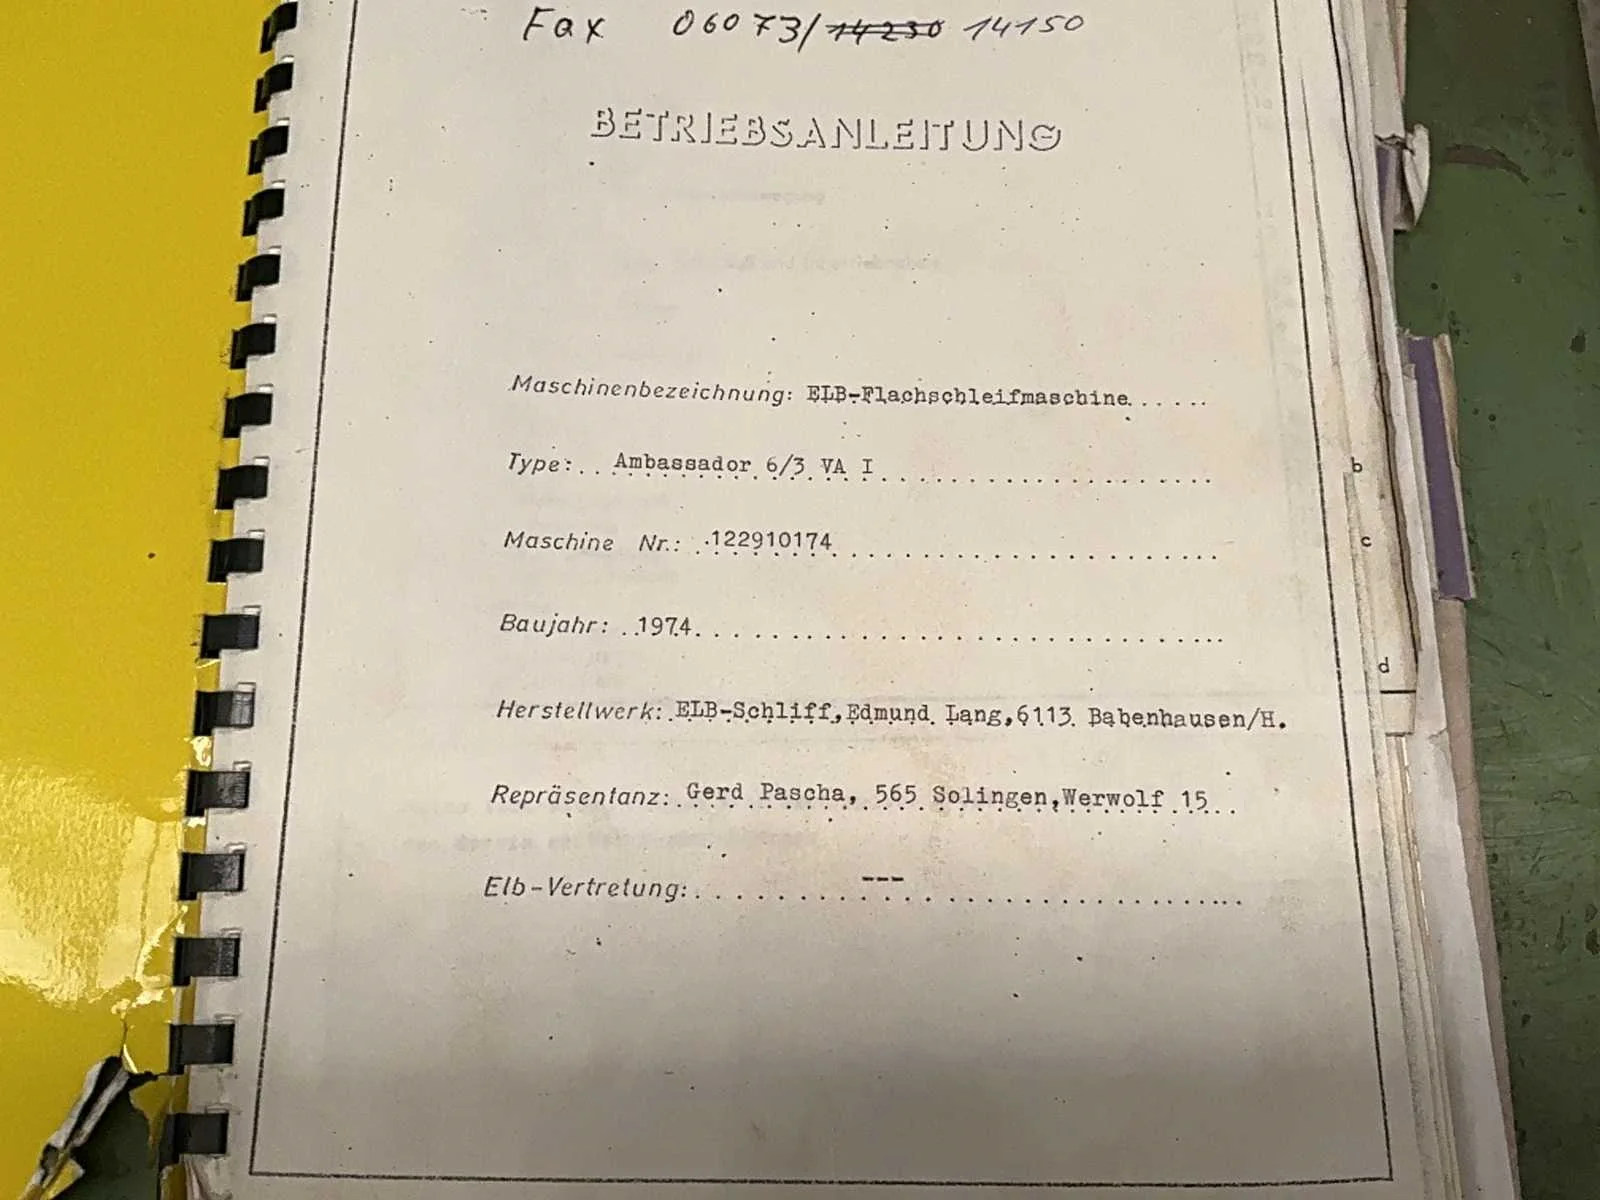 Fax 06073/14230 14150
BETRIEBSANLEITUNG
Maschinenbezeichnung: ELB-Flachschleifmaschine......
Type:.. Ambassador 6/3 VA I
b
Maschine Nr.: 122910174
c
Baujahr: ..1974
d
Herstellwerk: ELB-Schliff, Edmund Lang, 6113 Babenhausen/H.
Repräsentanz: Gerd Pascha, 565 Solingen, Werwolf 15..
Elb-Vertretung: ---